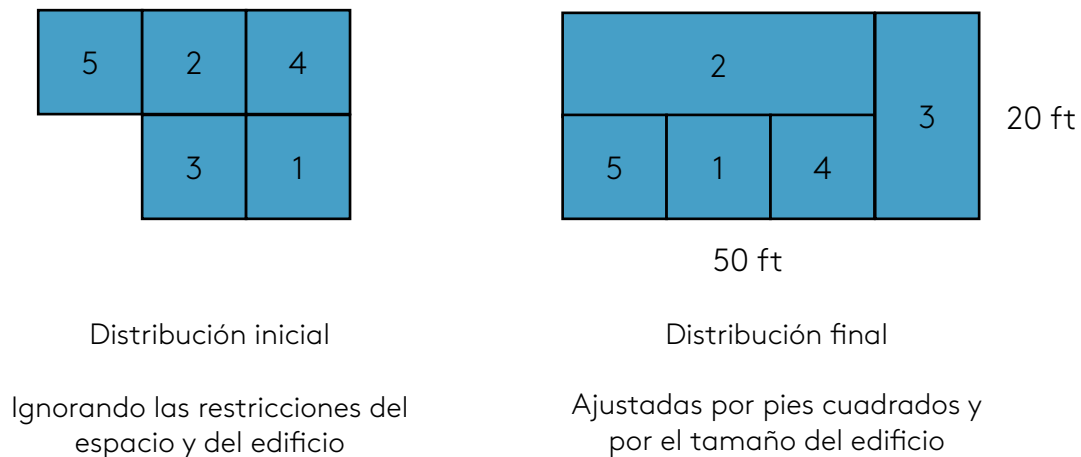 5 2 4
3 1
2
3
5 1 4
20 ft
50 ft
Distribución inicial
Ignorando las restricciones del
espacio y del edificio
Distribución final
Ajustadas por pies cuadrados y
por el tamaño del edificio